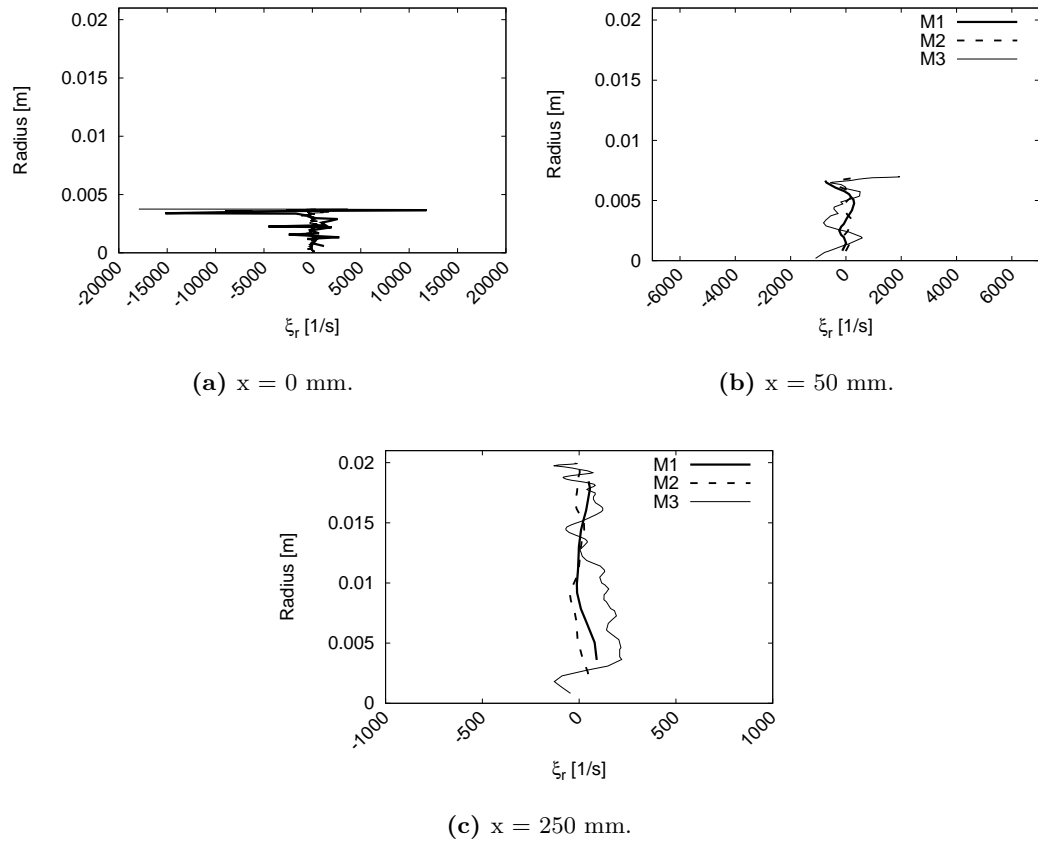 0.02
0.015
0.01
0.005
0
Radius [m]
-20000
-15000
-10000
-5000
0
5000
10000
15000
20000
ξr [1/s]
(a) x = 0 mm.
M1
M2
M3
0.02
0.015
0.01
0.005
0
Radius [m]
-6000
-4000
-2000
0
2000
4000
6000
ξr [1/s]
(b) x = 50 mm.
M1
M2
M3
0.02
0.015
0.01
0.005
0
Radius [m]
-1000
-500
0
500
1000
ξr [1/s]
(c) x = 250 mm.